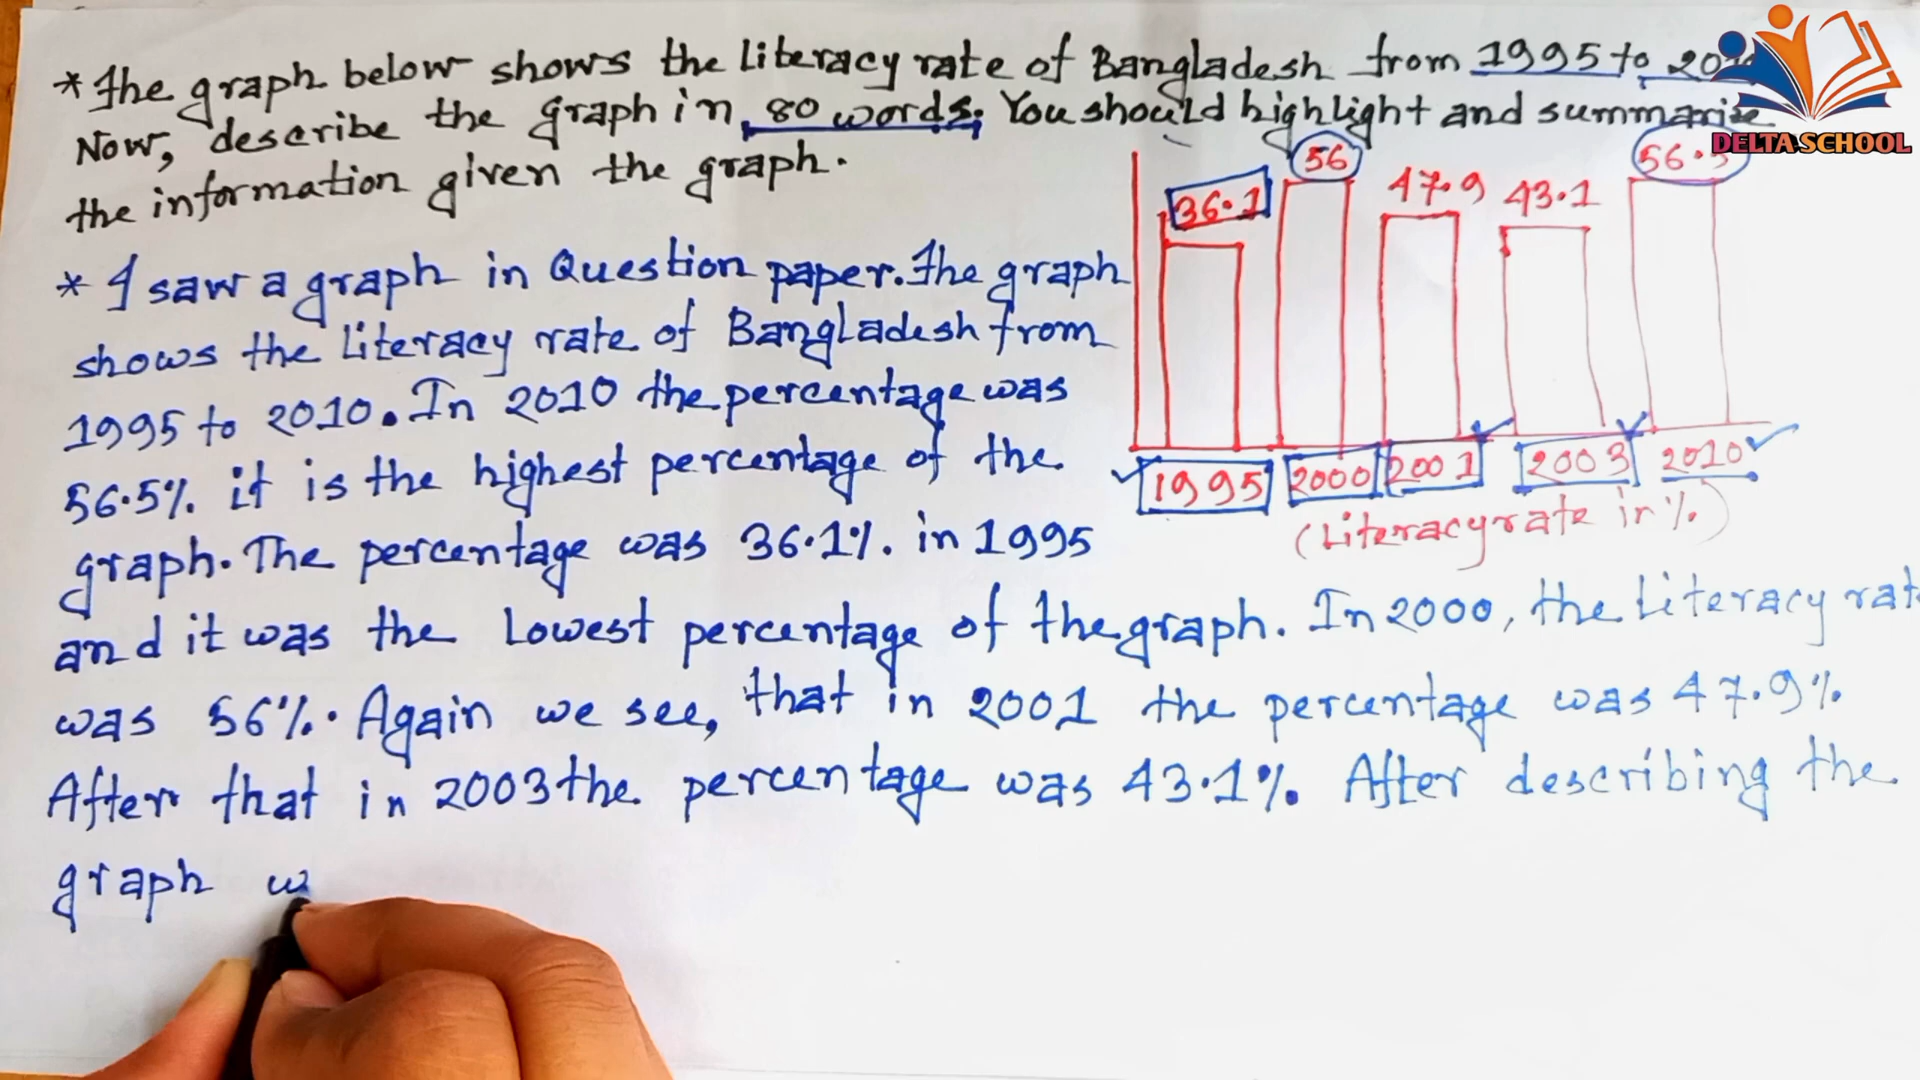 * The graph below shows the literacy rate of Bangladesh from 1995 to
Now, describe the graph in 80 words. You should highlight and summarize
the information given the graph.
DELTA SCHOOL
36.1 56 47.9 43.1 56.5
1995 2000 2001 2003 2010
(Literacy rate in %)
* I saw a graph in Question paper. The graph
shows the literacy rate of Bangladesh from
1995 to 2010. In 2010 the percentage was
56.5% it is the highest percentage of the
graph. The percentage was 36.1% in 1995
and it was the lowest percentage of the graph. In 2000, the literacy rate
was 56%. Again we see, that in 2001 the percentage was 47.9%
After that in 2003 the percentage was 43.1%. After describing the
graph w